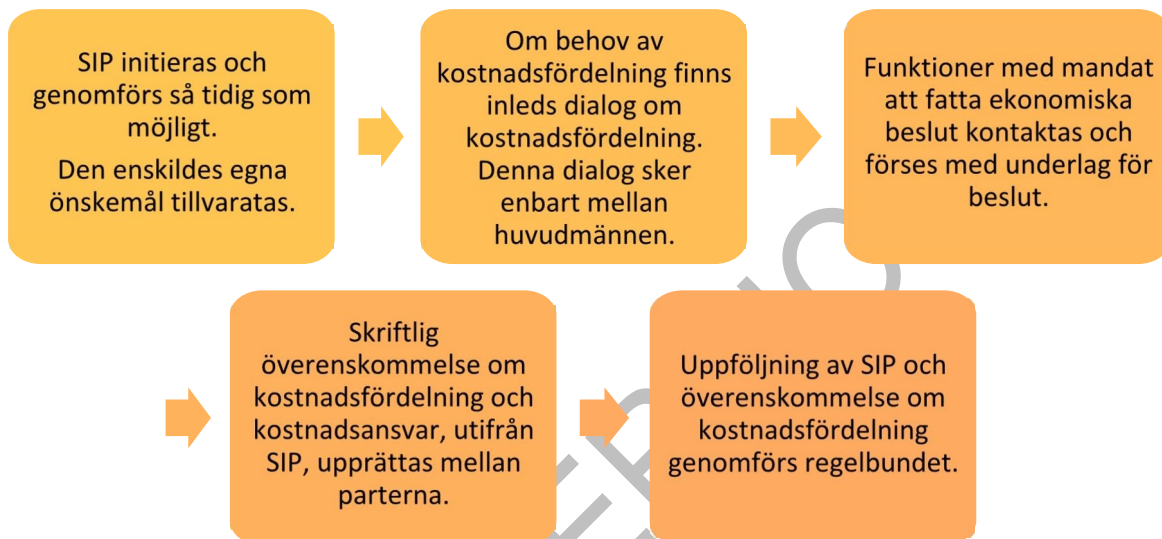 SIP initieras och
genomförs så tidig som
möjligt.
Den enskildes egna
önskemål tillvaratas.
Om behov av
kostnadsfördelning finns
inleds dialog om
kostnadsfördelning.
Denna dialog sker
enbart mellan
huvudmännen.
Funktioner med mandat
att fatta ekonomiska
beslut kontaktas och
förses med underlag för
beslut.
Skriftlig
överenskommelse om
kostnadsfördelning och
kostnadsansvar, utifrån
SIP, upprättas mellan
parterna.
Uppföljning av SIP och
överenskommelse om
kostnadsfördelning
genomförs regelbundet.